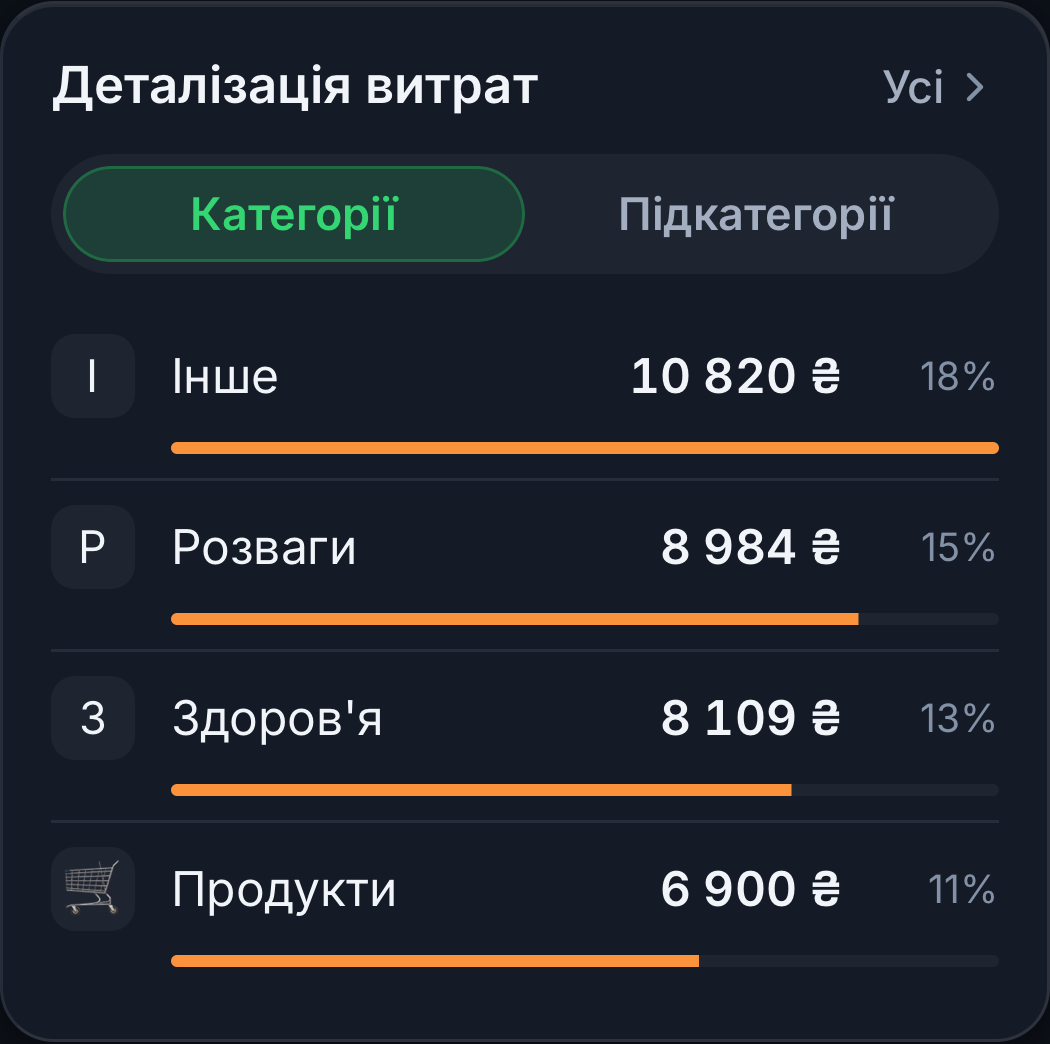 Деталізація витрат Усі
Категорії Підкатегорії
І Інше 10 820 ₴ 18%
Р Розваги 8 984 ₴ 15%
З Здоров'я 8 109 ₴ 13%
Продукти 6 900 ₴ 11%